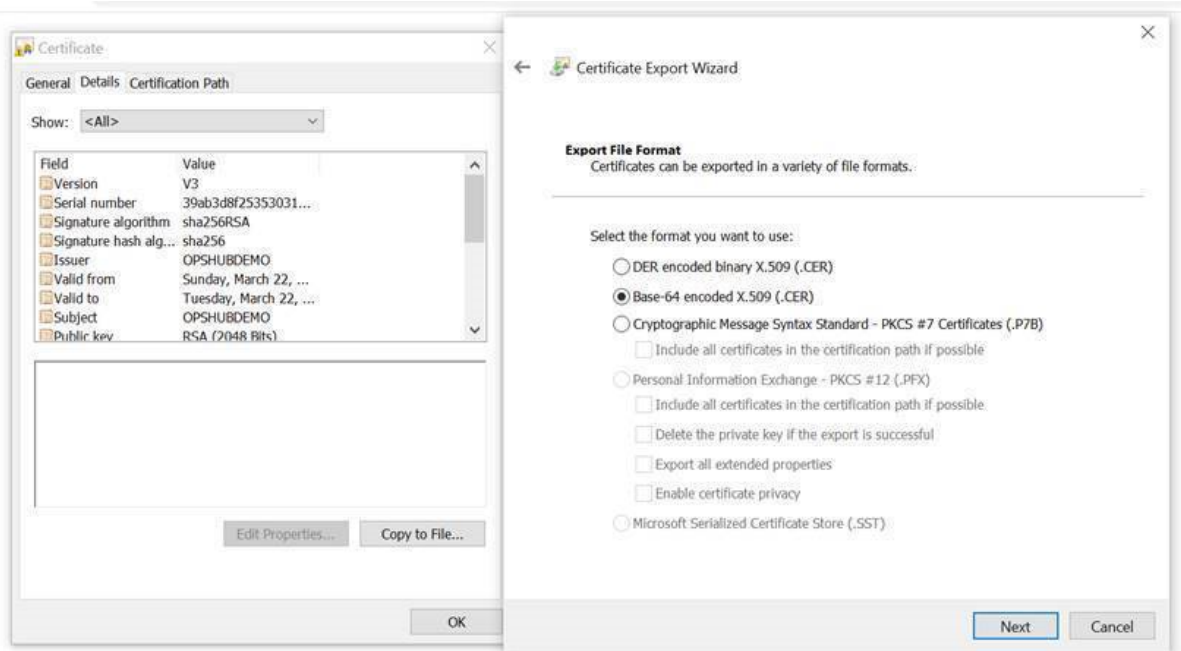 Certificate
General Details Certification Path
Show: <All>
Field Value
Version V3
Serial number 39ab3d8f25353031...
Signature algorithm sha256RSA
Signature hash alg... sha256
Issuer OPSHUBDEMO
Valid from Sunday, March 22, ...
Valid to Tuesday, March 22, ...
Subject OPSHUBDEMO
Public key RSA (2048 Bits)
Edit Properties... Copy to File...
OK
Certificate Export Wizard
Export File Format
Certificates can be exported in a variety of file formats.
Select the format you want to use:
DER encoded binary X.509 (.CER)
Base-64 encoded X.509 (.CER)
Cryptographic Message Syntax Standard - PKCS #7 Certificates (.P7B)
Include all certificates in the certification path if possible
Personal Information Exchange - PKCS #12 (.PFX)
Include all certificates in the certification path if possible
Delete the private key if the export is successful
Export all extended properties
Enable certificate privacy
Microsoft Serialized Certificate Store (.SST)
Next Cancel